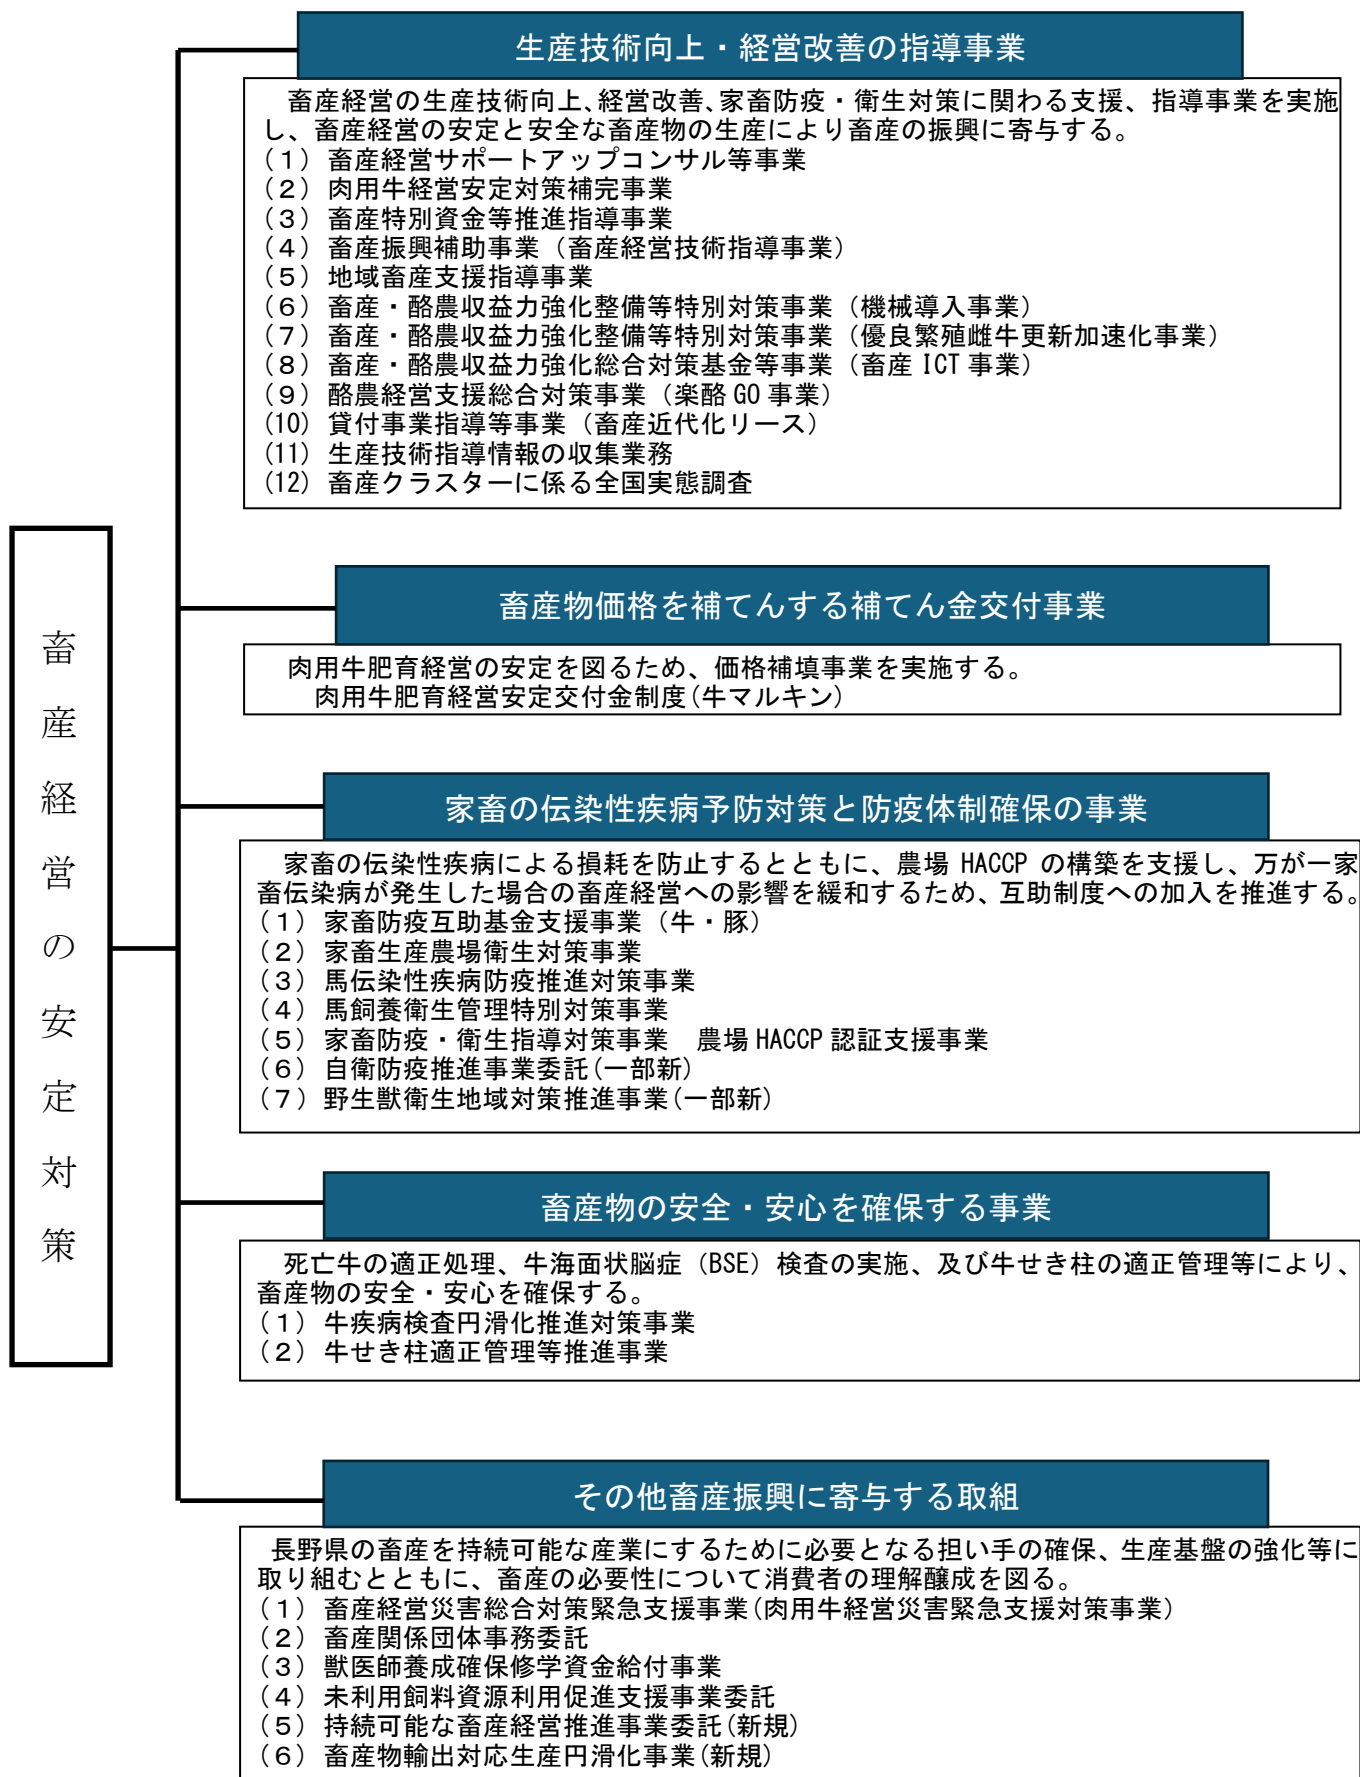 畜産経営の安定対策
生産技術向上・経営改善の指導事業
畜産経営の生産技術向上、経営改善、家畜防疫・衛生対策に関わる支援、指導事業を実施
し、畜産経営の安定と安全な畜産物の生産により畜産の振興に寄与する。
（１）畜産経営サポートアップコンサル等事業
（２）肉用牛経営安定対策補完事業
（３）畜産特別資金等推進指導事業
（４）畜産振興補助事業（畜産経営技術指導事業）
（５）地域畜産支援指導事業
（６）畜産・酪農収益力強化整備等特別対策事業（機械導入事業）
（７）畜産・酪農収益力強化整備等特別対策事業（優良繁殖雌牛更新加速化事業）
（８）畜産・酪農収益力強化総合対策基金等事業（畜産 ICT 事業）
（９）酪農経営支援総合対策事業（楽酪 GO 事業）
(10) 貸付事業指導等事業（畜産近代化リース）
(11) 生産技術指導情報の収集業務
(12) 畜産クラスターに係る全国実態調査
畜産物価格を補てんする補てん金交付事業
肉用牛肥育経営の安定を図るため、価格補填事業を実施する。
肉用牛肥育経営安定交付金制度(牛マルキン)
家畜の伝染性疾病予防対策と防疫体制確保の事業
家畜の伝染性疾病による損耗を防止するとともに、農場 HACCP の構築を支援し、万が一家
畜伝染病が発生した場合の畜産経営への影響を緩和するため、互助制度への加入を推進する。
（１）家畜防疫互助基金支援事業（牛・豚）
（２）家畜生産農場衛生対策事業
（３）馬伝染性疾病防疫推進対策事業
（４）馬飼養衛生管理特別対策事業
（５）家畜防疫・衛生指導対策事業　農場 HACCP 認証支援事業
（６）自衛防疫推進事業委託(一部新)
（７）野生獣衛生地域対策推進事業(一部新)
畜産物の安全・安心を確保する事業
死亡牛の適正処理、牛海面状脳症（BSE）検査の実施、及び牛せき柱の適正管理等により、
畜産物の安全・安心を確保する。
（１）牛疾病検査円滑化推進対策事業
（２）牛せき柱適正管理等推進事業
その他畜産振興に寄与する取組
長野県の畜産を持続可能な産業にするために必要となる担い手の確保、生産基盤の強化等に
取り組むとともに、畜産の必要性について消費者の理解醸成を図る。
（１）畜産経営災害総合対策緊急支援事業(肉用牛経営災害緊急支援対策事業)
（２）畜産関係団体事務委託
（３）獣医師養成確保修学資金給付事業
（４）未利用飼料資源利用促進支援事業委託
（５）持続可能な畜産経営推進事業委託(新規)
（６）畜産物輸出対応生産円滑化事業(新規)